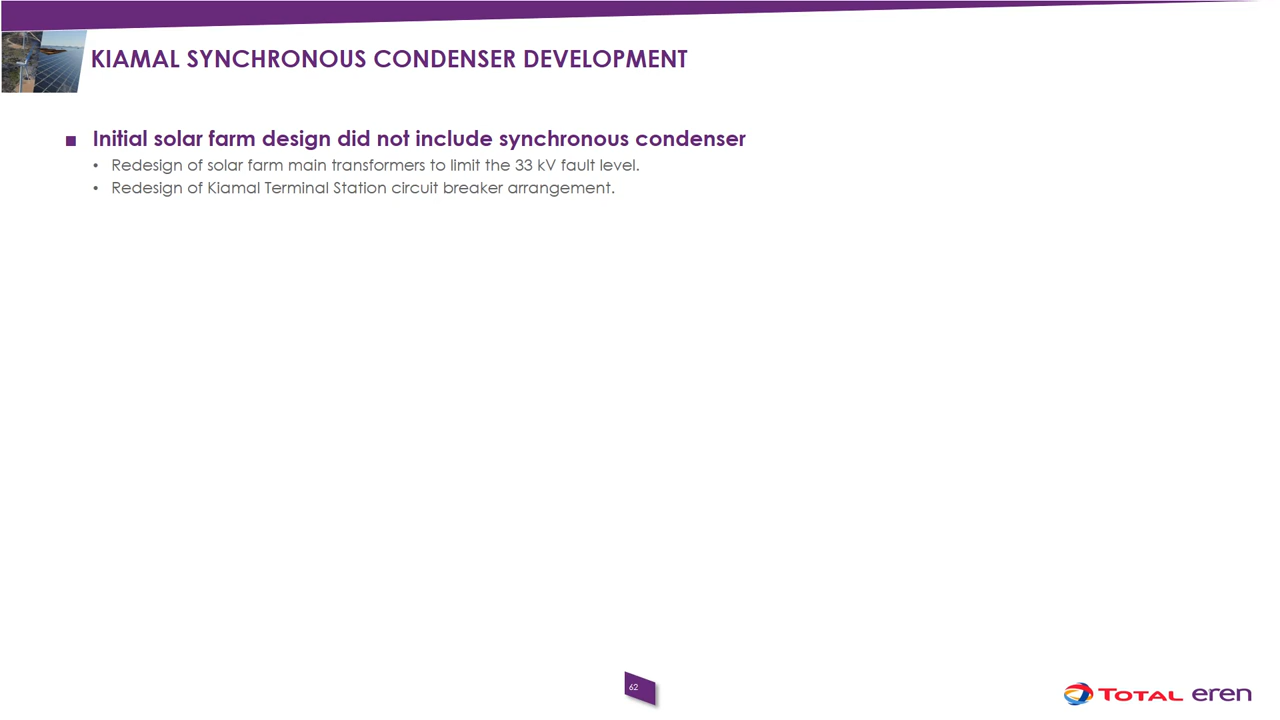 KIAMAL SYNCHRONOUS CONDENSER DEVELOPMENT
■ Initial solar farm design did not include synchronous condenser
• Redesign of solar farm main transformers to limit the 33 kV fault level.
• Redesign of Kiamal Terminal Station circuit breaker arrangement.
62
TOTAL eren